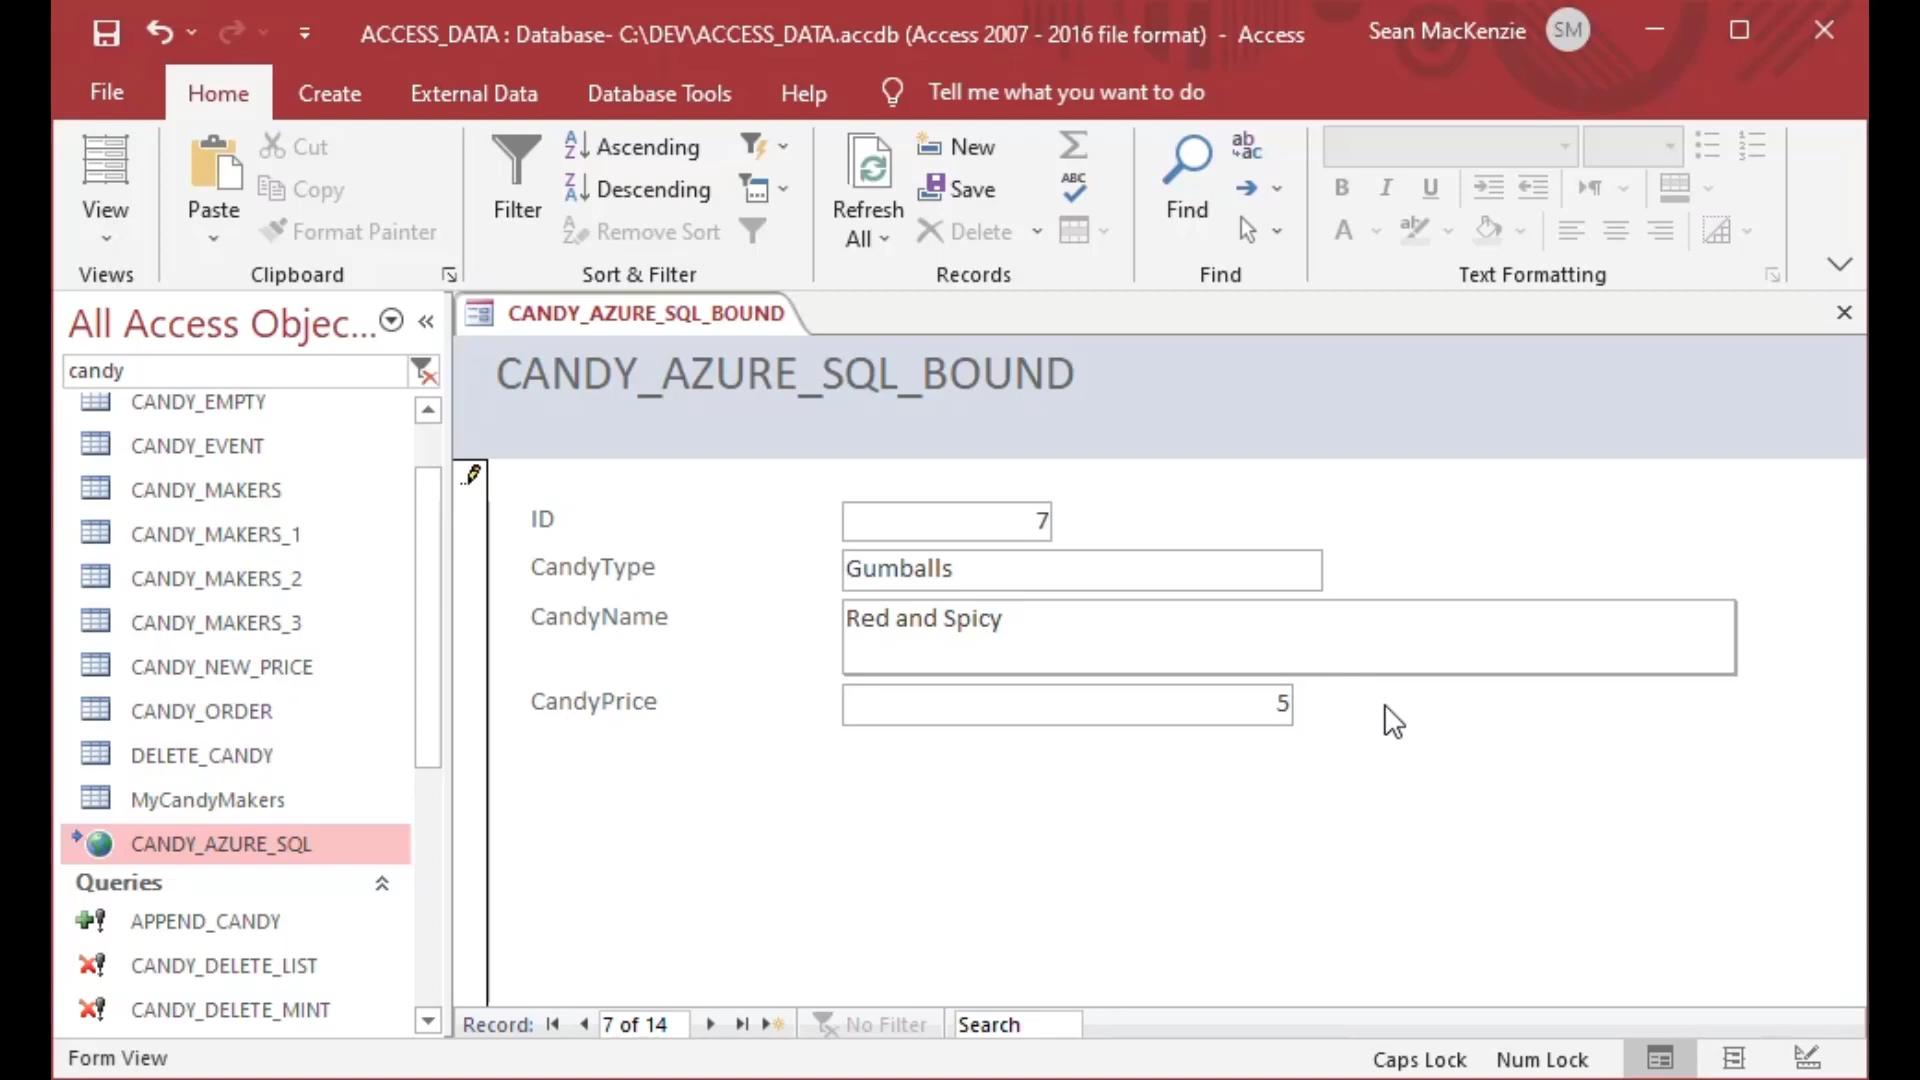 ACCESS_DATA : Database- C:\DEV\ACCESS_DATA.accdb (Access 2007 - 2016 file format) - Access
Sean MacKenzie
SM
File
Home
Create
External Data
Database Tools
Help
Tell me what you want to do
View
Views
Paste
Cut
Copy
Format Painter
Clipboard
Filter
Ascending
Descending
Remove Sort
Sort & Filter
Refresh
All
New
Save
Delete
Records
Find
Find
B I U
A
Text Formatting
All Access Objec...
candy
CANDY_EMPTY
CANDY_EVENT
CANDY_MAKERS
CANDY_MAKERS_1
CANDY_MAKERS_2
CANDY_MAKERS_3
CANDY_NEW_PRICE
CANDY_ORDER
DELETE_CANDY
MyCandyMakers
CANDY_AZURE_SQL
Queries
APPEND_CANDY
CANDY_DELETE_LIST
CANDY_DELETE_MINT
CANDY_AZURE_SQL_BOUND
CANDY_AZURE_SQL_BOUND
ID 7
CandyType Gumballs
CandyName Red and Spicy
CandyPrice 5
Record: 7 of 14 No Filter Search
Form View
Caps Lock Num Lock